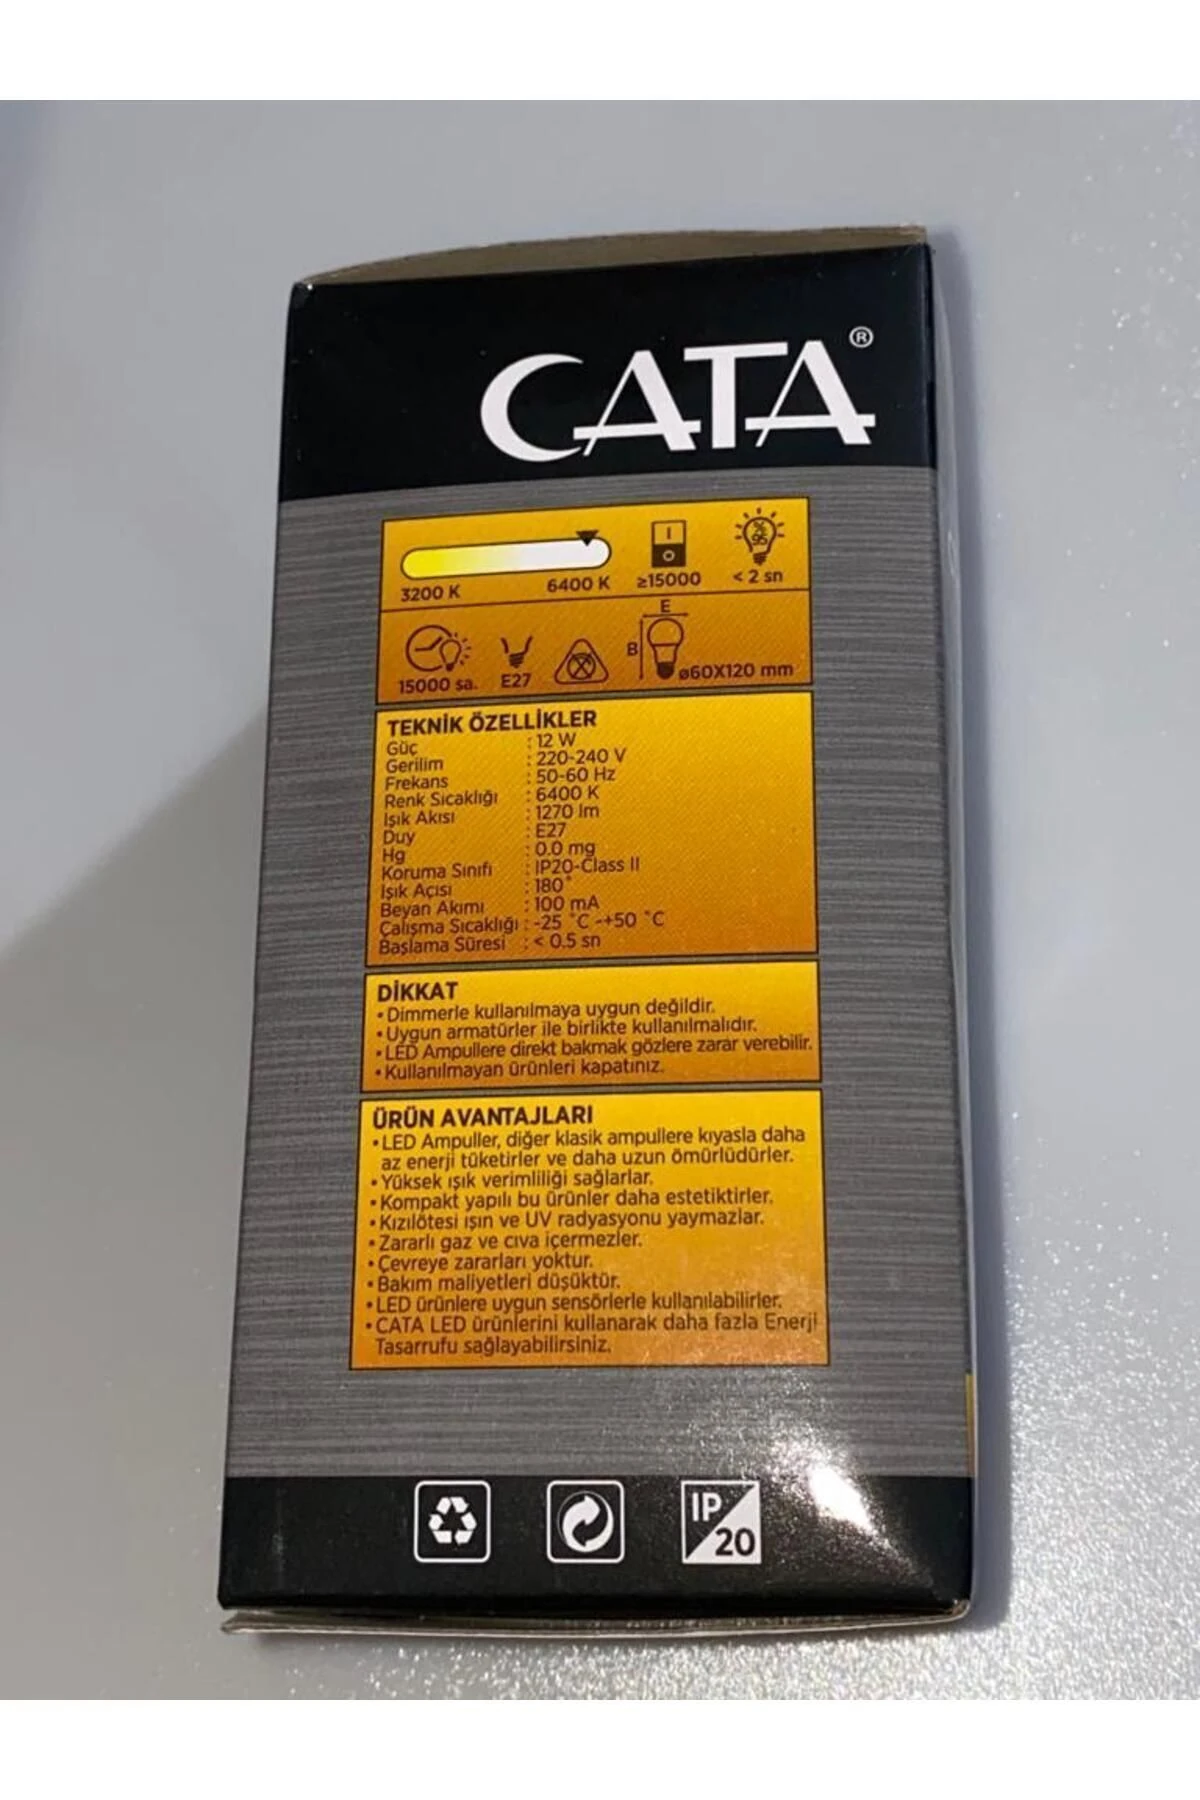 CATA®
3200 K 6400 K ≥15000 %95 < 2 sn
E
B
15000 sa. E27 ø60X120 mm
TEKNİK ÖZELLİKLER
Güç : 12 W
Gerilim : 220-240 V
Frekans : 50-60 Hz
Renk Sıcaklığı : 6400 K
Işık Akısı : 1270 lm
Duy : E27
Hg : 0.0 mg
Koruma Sınıfı : IP20-Class II
Işık Açısı : 180°
Beyan Akımı : 100 mA
Çalışma Sıcaklığı : -25 °C -+50 °C
Başlama Süresi : < 0.5 sn
DİKKAT
• Dimmerle kullanılmaya uygun değildir.
• Uygun armatürler ile birlikte kullanılmalıdır.
• LED Ampullere direkt bakmak gözlere zarar verebilir.
• Kullanılmayan ürünleri kapatınız.
ÜRÜN AVANTAJLARI
• LED Ampuller, diğer klasik ampullere kıyasla daha
az enerji tüketirler ve daha uzun ömürlüdürler.
• Yüksek ışık verimliliği sağlarlar.
• Kompakt yapılı bu ürünler daha estetiktirler.
• Kızılötesi ışın ve UV radyasyonu yaymazlar.
• Zararlı gaz ve cıva içermezler.
• Çevreye zararları yoktur.
• Bakım maliyetleri düşüktür.
• LED ürünlere uygun sensörlerle kullanılabilirler.
• CATA LED ürünlerini kullanarak daha fazla Enerji
Tasarrufu sağlayabilirsiniz.
IP
20